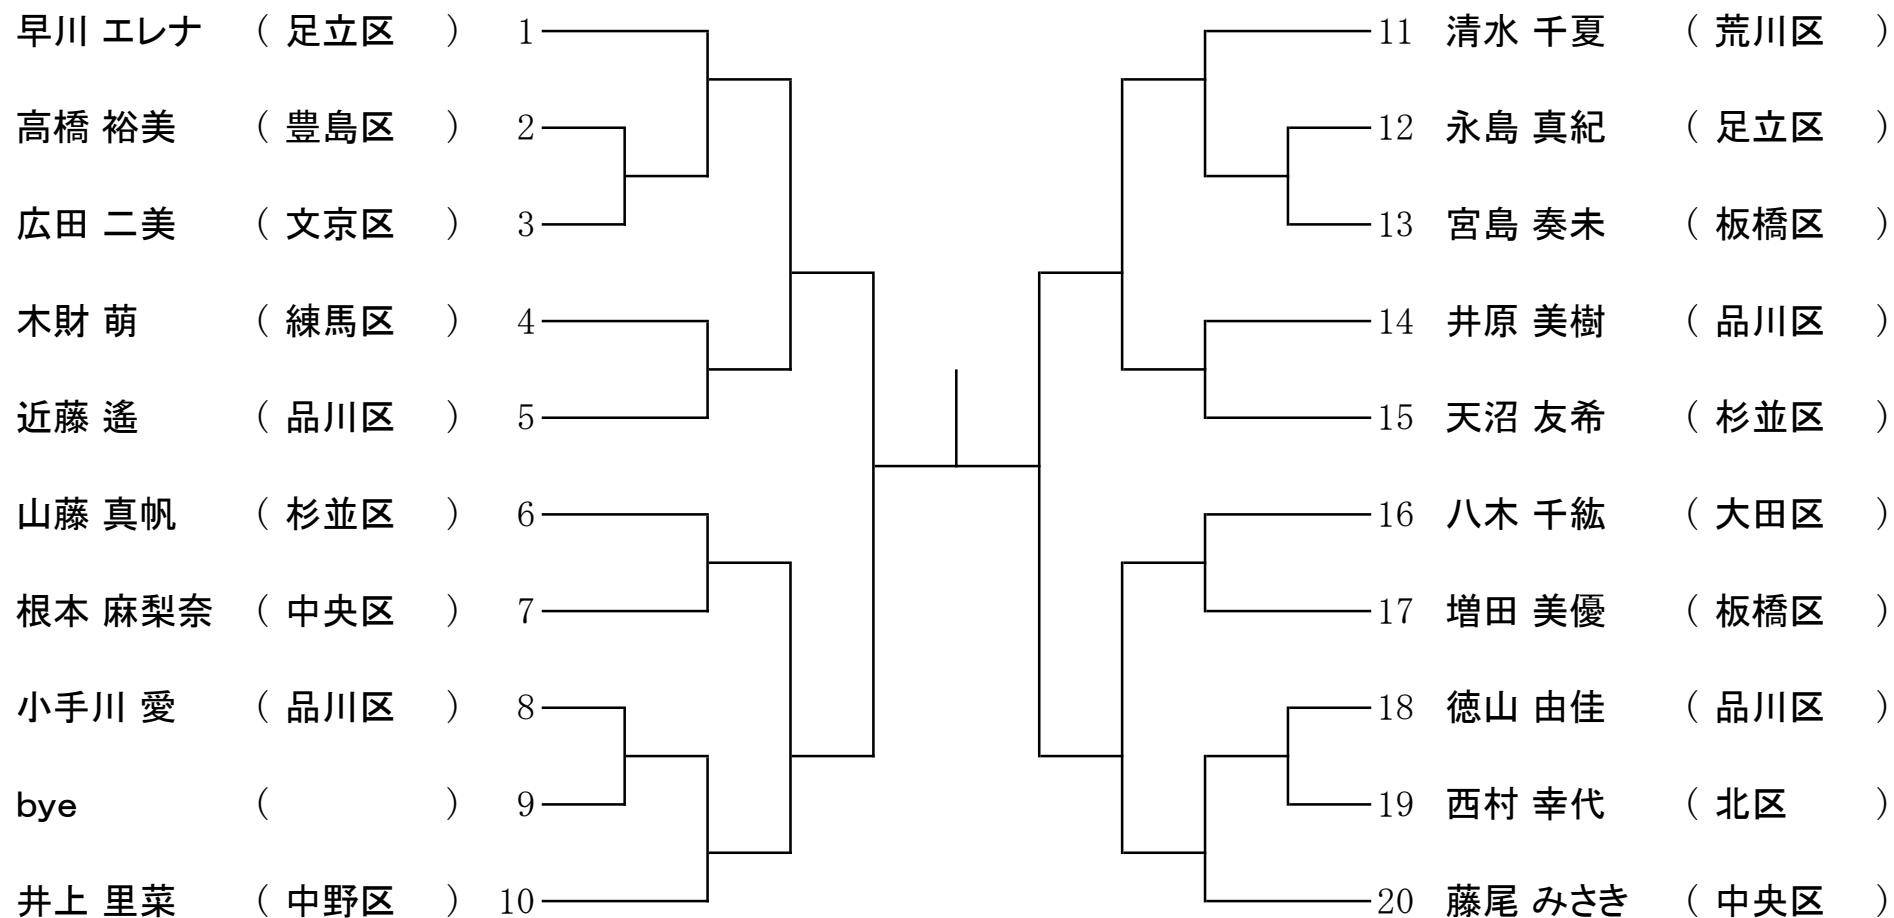 早川 エレナ （ 足立区 ） 1
高橋 裕美 （ 豊島区 ） 2
広田 二美 （ 文京区 ） 3
木財 萌 （ 練馬区 ） 4
近藤 遙 （ 品川区 ） 5
山藤 真帆 （ 杉並区 ） 6
根本 麻梨奈 （ 中央区 ） 7
小手川 愛 （ 品川区 ） 8
bye （ ） 9
井上 里菜 （ 中野区 ） 10
11 清水 千夏 （ 荒川区 ）
12 永島 真紀 （ 足立区 ）
13 宮島 奏未 （ 板橋区 ）
14 井原 美樹 （ 品川区 ）
15 天沼 友希 （ 杉並区 ）
16 八木 千紘 （ 大田区 ）
17 増田 美優 （ 板橋区 ）
18 徳山 由佳 （ 品川区 ）
19 西村 幸代 （ 北区 ）
20 藤尾 みさき （ 中央区 ）